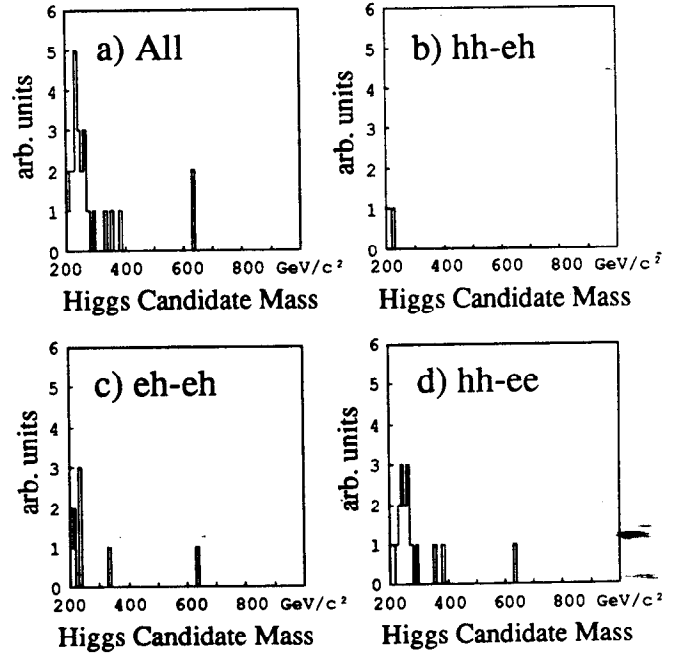 a) All
6
5
4
3
2
1
0
arb. units
200 400 600 800 GeV/c²
Higgs Candidate Mass
b) hh-eh
6
5
4
3
2
1
0
arb. units
200 400 600 800 GeV/c²
Higgs Candidate Mass
c) eh-eh
6
5
4
3
2
1
0
arb. units
200 400 600 800 GeV/c²
Higgs Candidate Mass
d) hh-ee
6
5
4
3
2
1
0
arb. units
200 400 600 800 GeV/c²
Higgs Candidate Mass